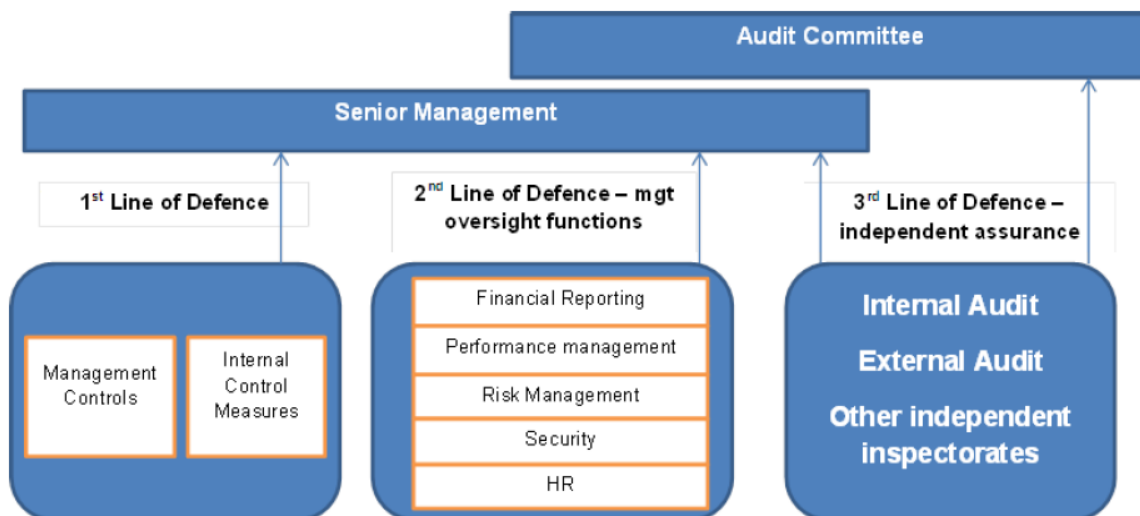 Audit Committee
Senior Management
1st Line of Defence
2nd Line of Defence – mgt
oversight functions
3rd Line of Defence –
independent assurance
Management
Controls
Internal
Control
Measures
Financial Reporting
Performance management
Risk Management
Security
HR
Internal Audit
External Audit
Other independent
inspectorates